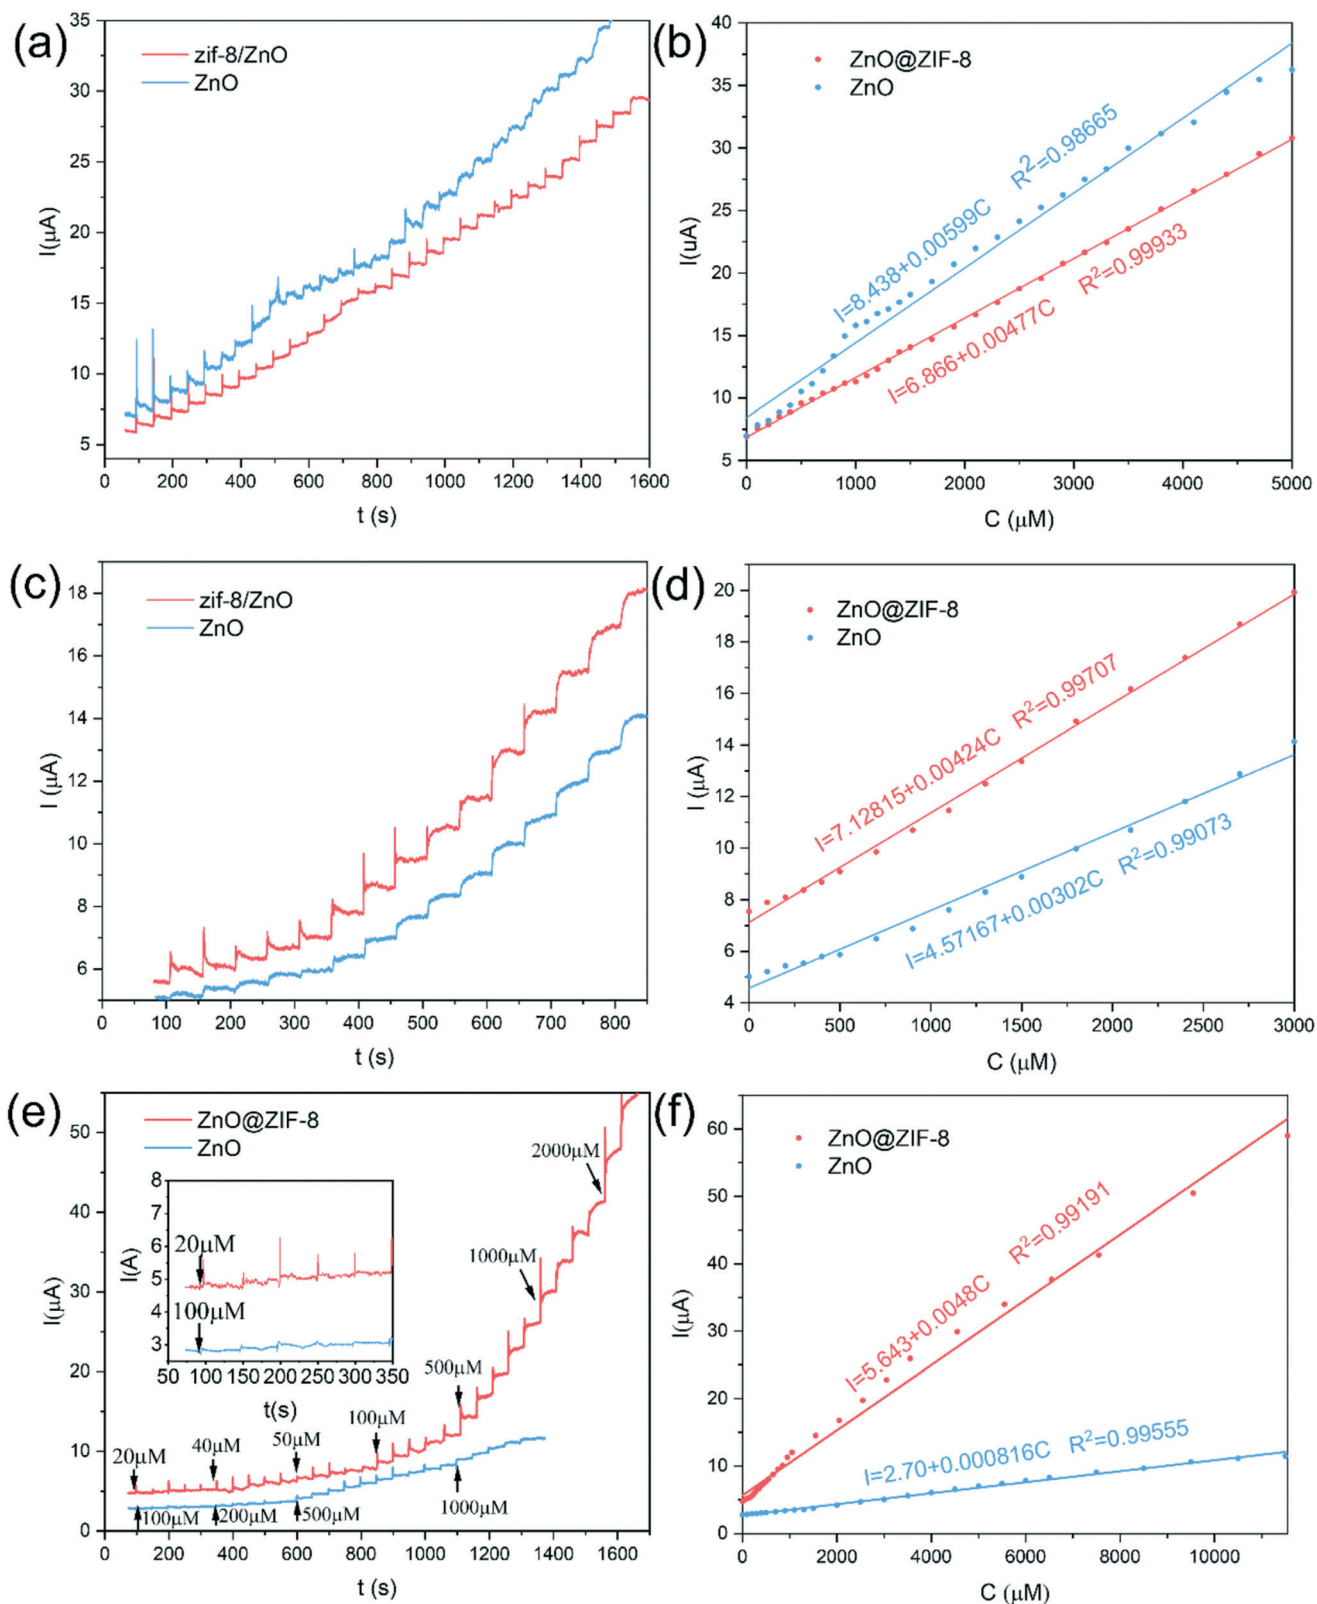 (a)
zif-8/ZnO
ZnO
35
30
25
20
15
10
5
I(μA)
0 200 400 600 800 1000 1200 1400 1600
t (s)
(b)
ZnO@ZIF-8
ZnO
40
35
30
25
20
15
10
5
I(uA)
I=8.438+0.00599C R²=0.98665
I=6.866+0.00477C R²=0.99933
0 1000 2000 3000 4000 5000
C (μM)
(c)
zif-8/ZnO
ZnO
18
16
14
12
10
8
6
I (μA)
0 100 200 300 400 500 600 700 800
t (s)
(d)
ZnO@ZIF-8
ZnO
20
18
16
14
12
10
8
6
4
I (μA)
I=7.12815+0.00424C R²=0.99707
I=4.57167+0.00302C R²=0.99073
0 500 1000 1500 2000 2500 3000
C (μM)
(e)
ZnO@ZIF-8
ZnO
50
40
30
20
10
0
I(μA)
8
7
6
5
4
3
I(A)
20μM
100μM
50 100 150 200 250 300 350
t(s)
2000μM
1000μM
500μM
100μM
50μM
40μM
20μM
100μM
200μM
500μM
1000μM
0 200 400 600 800 1000 1200 1400 1600
t (s)
(f)
ZnO@ZIF-8
ZnO
60
50
40
30
20
10
0
I(μA)
I=5.643+0.0048C R²=0.99191
I=2.70+0.000816C R²=0.99555
0 2000 4000 6000 8000 10000
C (μM)